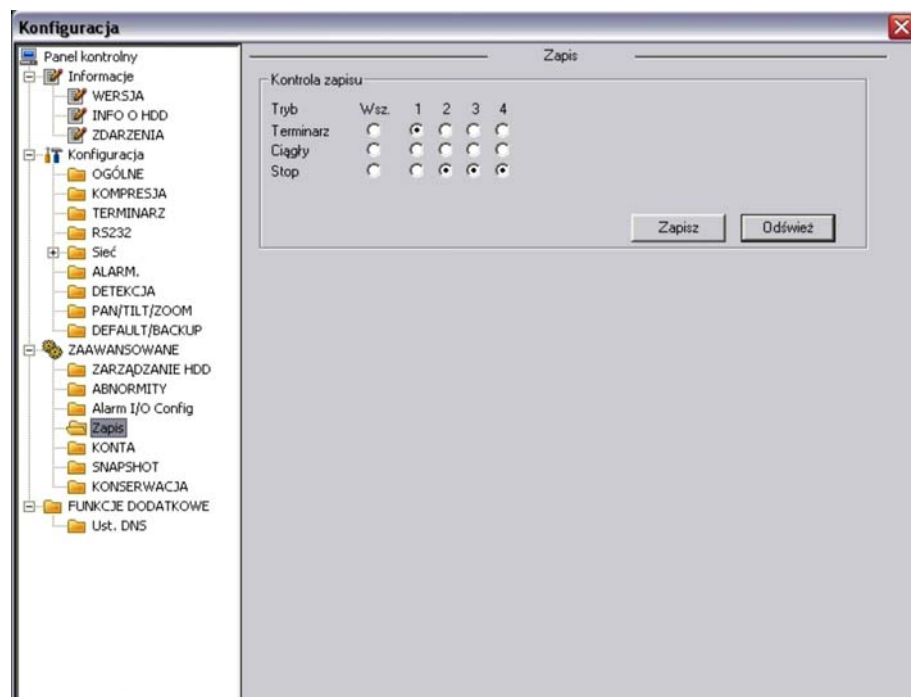 Konfiguracja
Panel kontrolny
Informacje
WERSJA
INFO O HDD
ZDARZENIA
Konfiguracja
OGÓLNE
KOMPRESJA
TERMINARZ
RS232
Sieć
ALARM.
DETEKCJA
PAN/TILT/ZOOM
DEFAULT/BACKUP
ZAAWANSOWANE
ZARZĄDZANIE HDD
ABNORMITY
Alarm I/O Config
Zapis
KONTA
SNAPSHOT
KONSERWACJA
FUNKCJE DODATKOWE
Ust. DNS
Zapis
Kontrola zapisu
Tryb Wsz. 1 2 3 4
Terminarz
Ciągły
Stop
Zapisz Odśwież